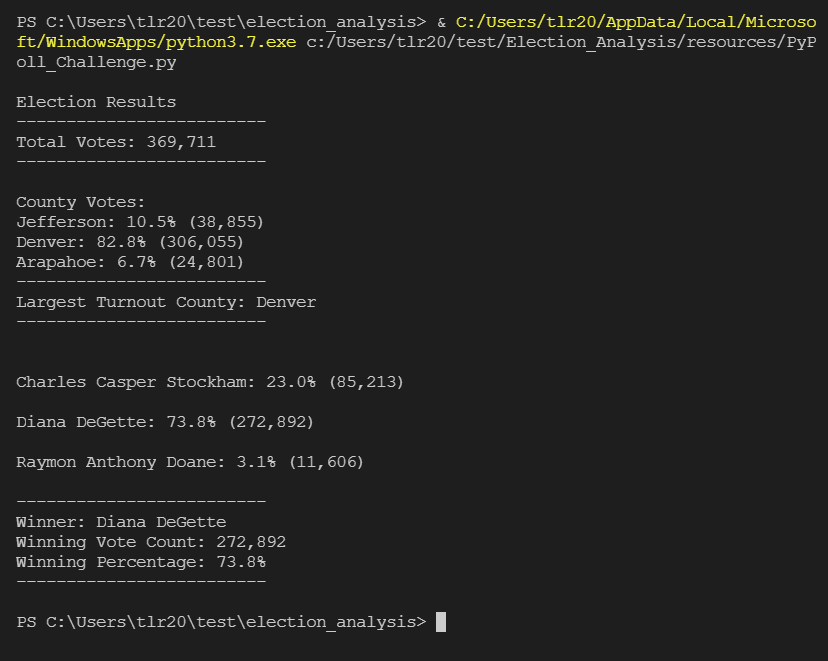 PS C:\Users\tlr20\test\election_analysis> & C:/Users/tlr20/AppData/Local/Microso
ft/WindowsApps/python3.7.exe c:/Users/tlr20/test/Election_Analysis/resources/PyP
oll_Challenge.py
Election Results
-------------------------
Total Votes: 369,711
-------------------------
County Votes:
Jefferson: 10.5% (38,855)
Denver: 82.8% (306,055)
Arapahoe: 6.7% (24,801)
-------------------------
Largest Turnout County: Denver
-------------------------
Charles Casper Stockham: 23.0% (85,213)
Diana DeGette: 73.8% (272,892)
Raymon Anthony Doane: 3.1% (11,606)
-------------------------
Winner: Diana DeGette
Winning Vote Count: 272,892
Winning Percentage: 73.8%
-------------------------
PS C:\Users\tlr20\test\election_analysis>